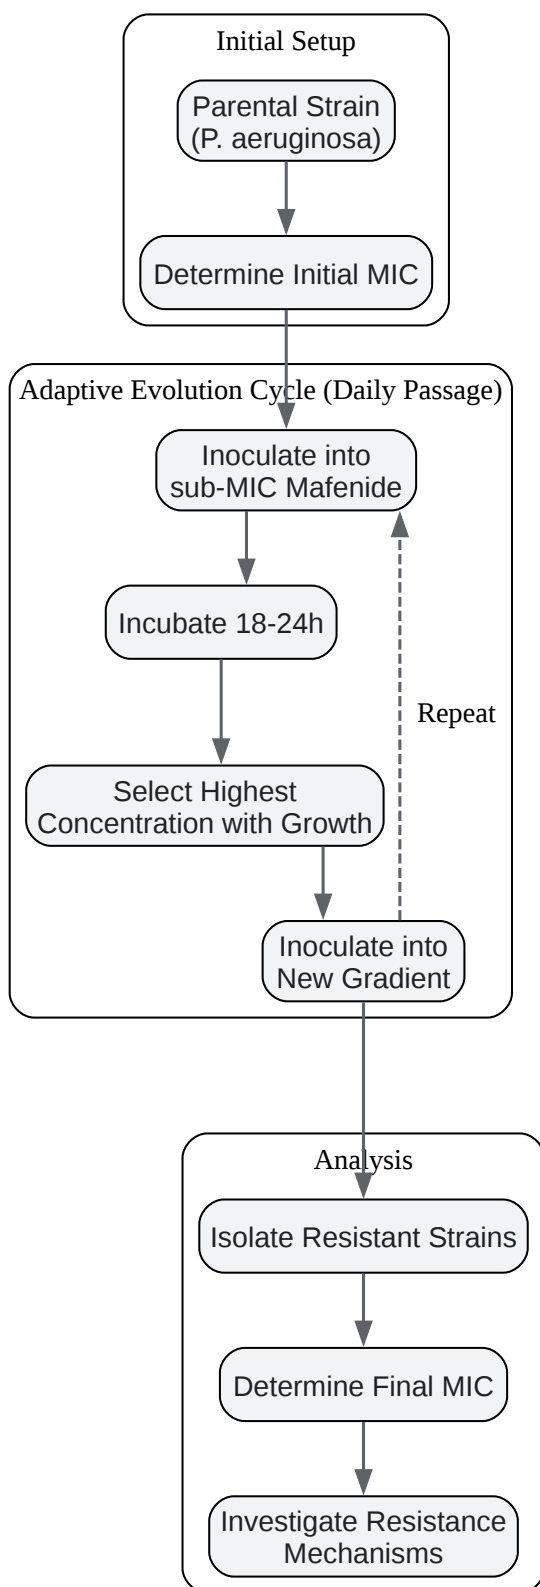 Initial Setup
Parental Strain
(P. aeruginosa)
Determine Initial MIC
Adaptive Evolution Cycle (Daily Passage)
Inoculate into
sub-MIC Mafenide
Incubate 18-24h
Repeat
Select Highest
Concentration with Growth
Inoculate into
New Gradient
Analysis
Isolate Resistant Strains
Determine Final MIC
Investigate Resistance
Mechanisms